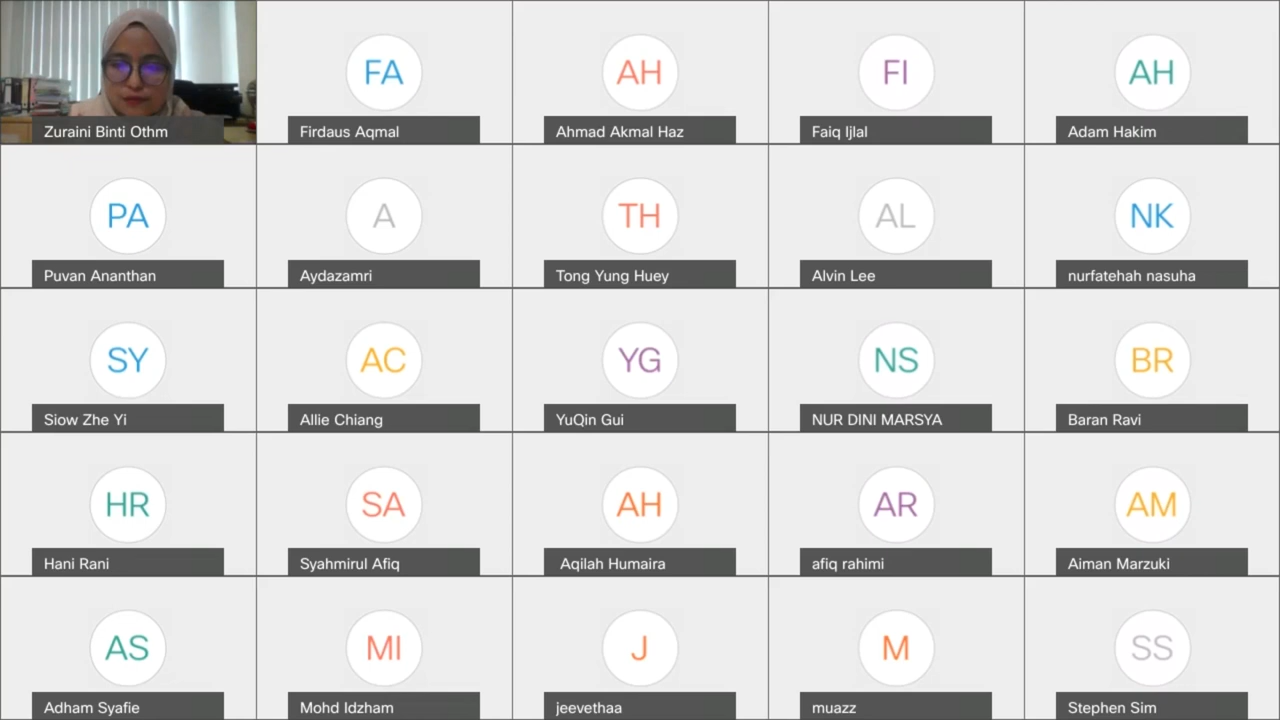 Zuraini Binti Othm
FA
Firdaus Aqmal
AH
Ahmad Akmal Haz
FI
Faiq Ijlal
AH
Adam Hakim
PA
Puvan Ananthan
A
Aydazamri
TH
Tong Yung Huey
AL
Alvin Lee
NK
nurfatehah nasuha
SY
Siow Zhe Yi
AC
Allie Chiang
YG
YuQin Gui
NS
NUR DINI MARSYA
BR
Baran Ravi
HR
Hani Rani
SA
Syahmirul Afiq
AH
Aqilah Humaira
AR
afiq rahimi
AM
Aiman Marzuki
AS
Adham Syafie
MI
Mohd Idzham
J
jeevethaa
M
muazz
SS
Stephen Sim